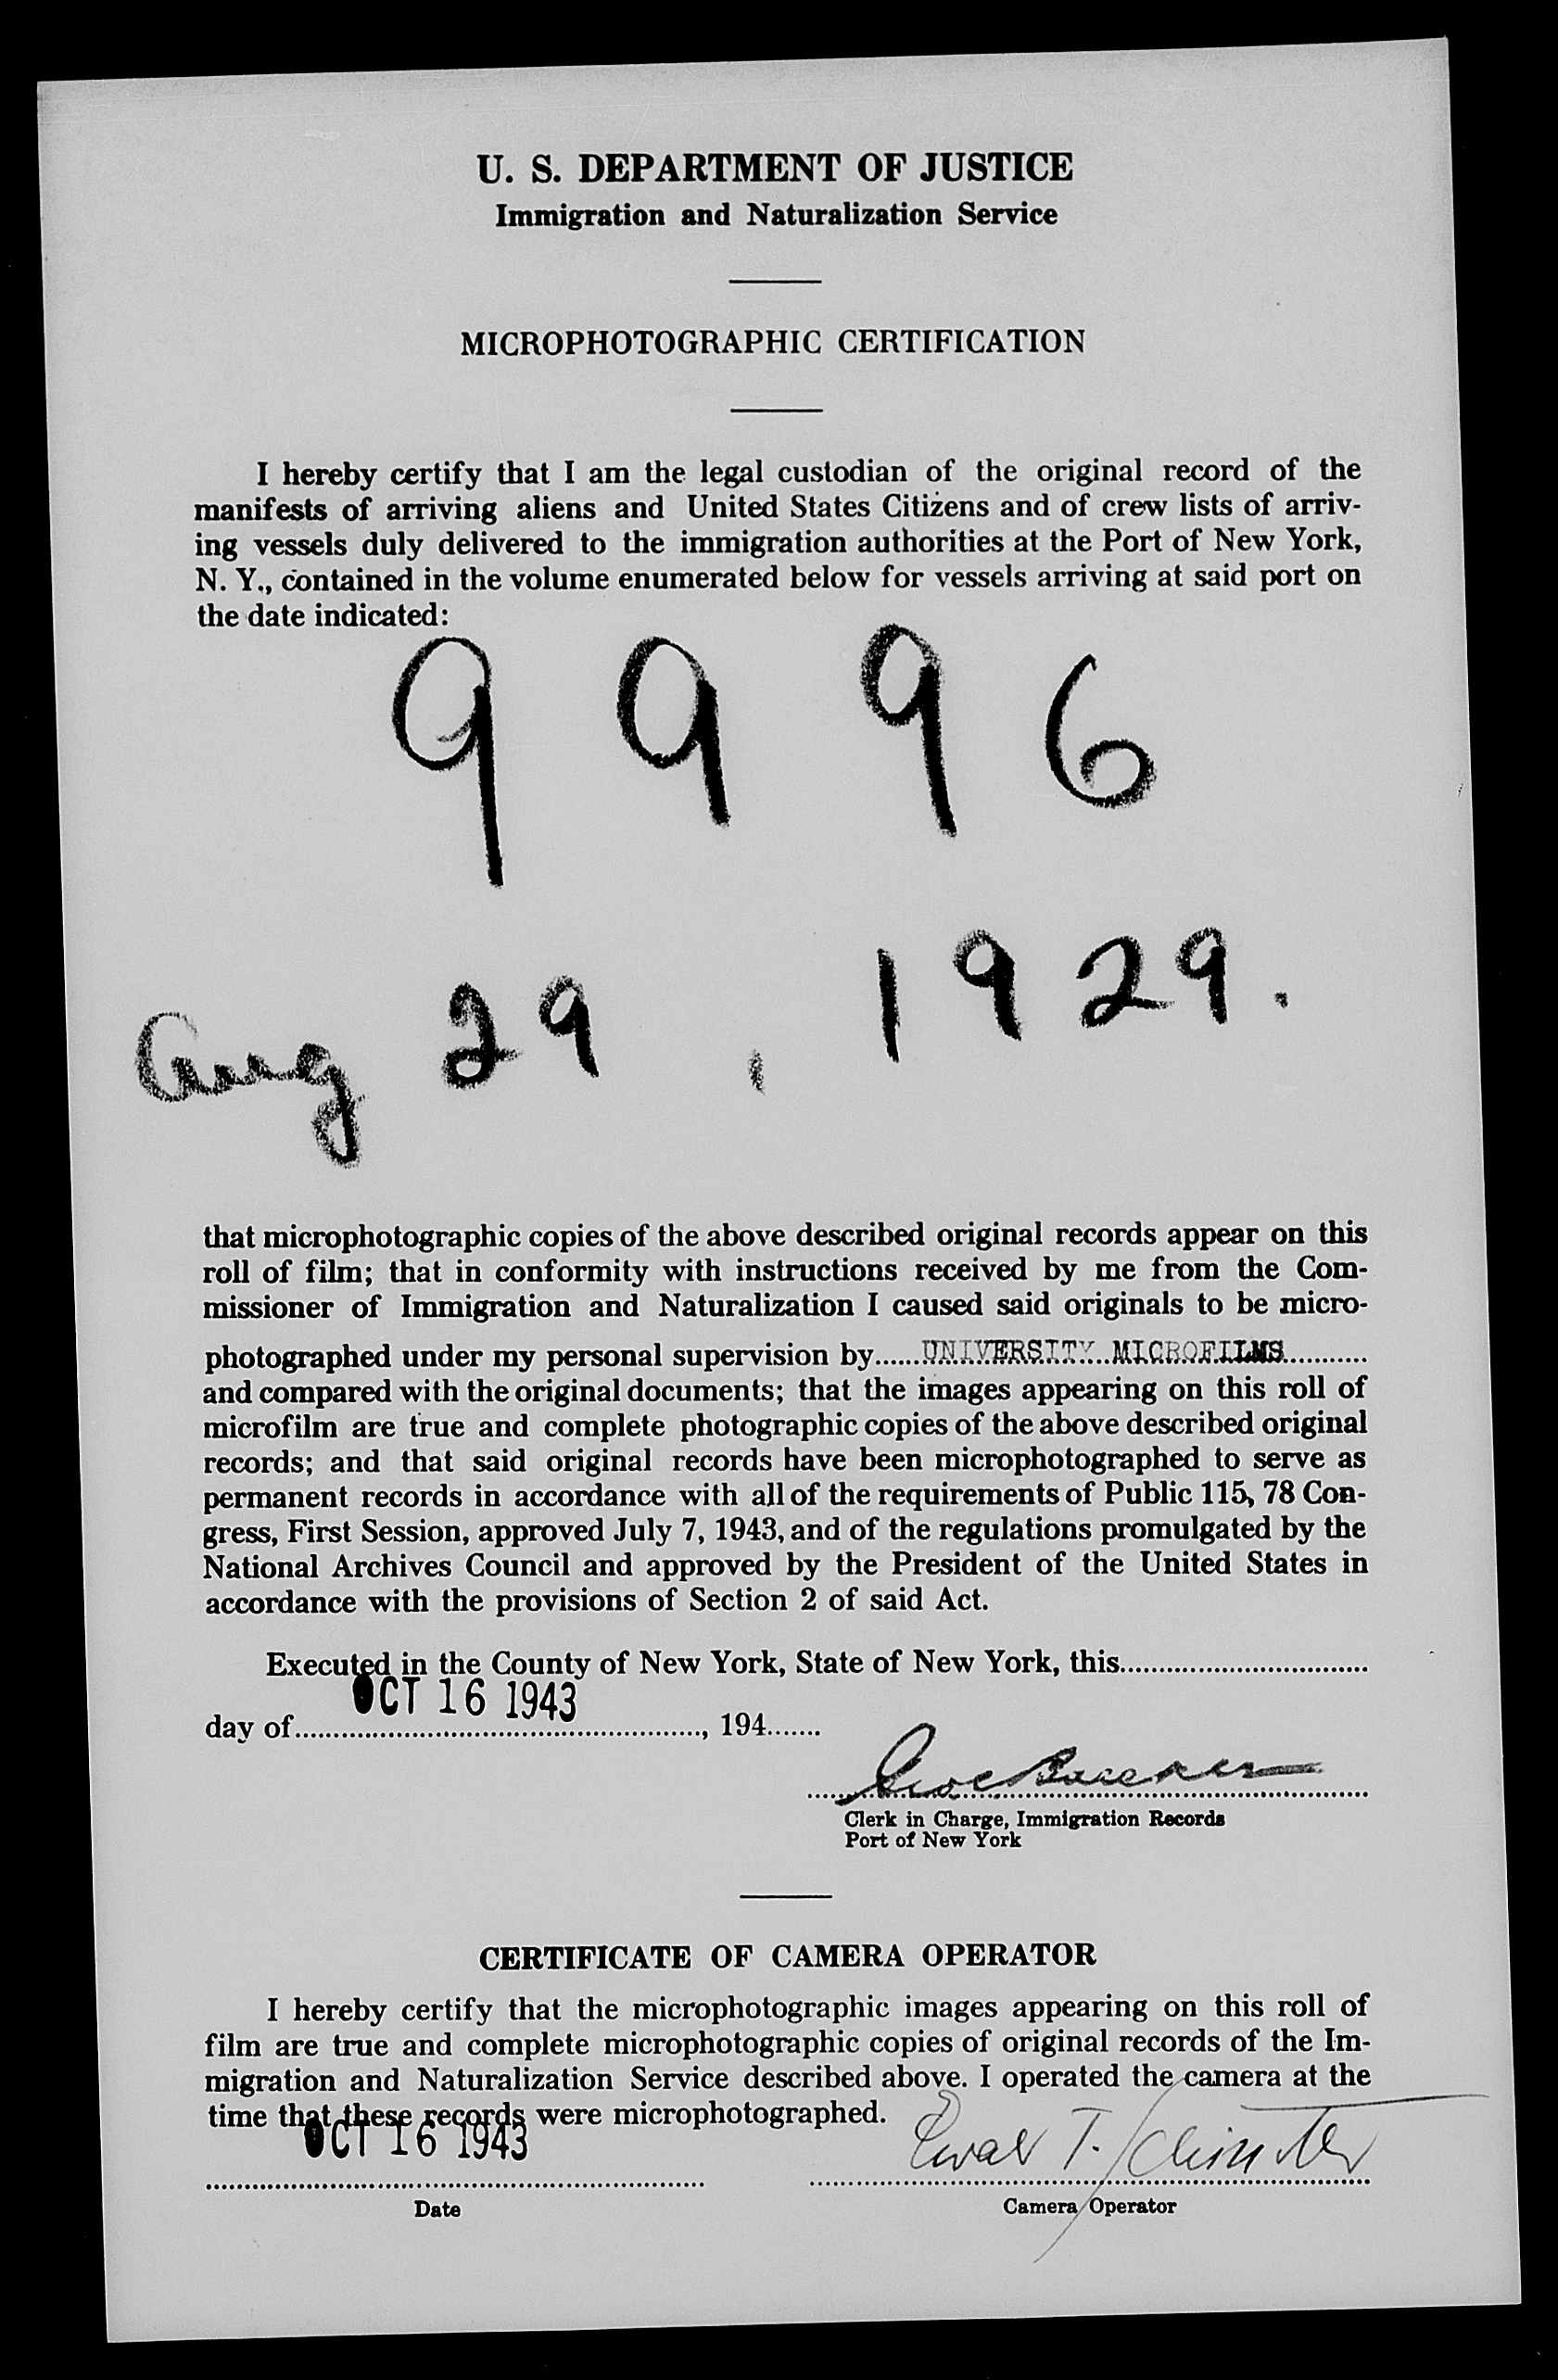 U. S. DEPARTMENT OF JUSTICE
Immigration and Naturalization Service
MICROPHOTOGRAPHIC CERTIFICATION
I hereby certify that I am the legal custodian of the original record of the
manifests of arriving aliens and United States Citizens and of crew lists of arriv-
ing vessels duly delivered to the immigration authorities at the Port of New York,
N. Y., contained in the volume enumerated below for vessels arriving at said port on
the date indicated:
9996
Aug 29, 1929.
that microphotographic copies of the above described original records appear on this
roll of film; that in conformity with instructions received by me from the Com-
missioner of Immigration and Naturalization I caused said originals to be micro-
photographed under my personal supervision by......UNIVERSITY MICROFILMS...........
and compared with the original documents; that the images appearing on this roll of
microfilm are true and complete photographic copies of the above described original
records; and that said original records have been microphotographed to serve as
permanent records in accordance with all of the requirements of Public 115, 78 Con-
gress, First Session, approved July 7, 1943, and of the regulations promulgated by the
National Archives Council and approved by the President of the United States in
accordance with the provisions of Section 2 of said Act.
Executed in the County of New York, State of New York, this................................
OCT 16 1943
day of....................................................., 194.......
Clerk in Charge, Immigration Records
Port of New York
CERTIFICATE OF CAMERA OPERATOR
I hereby certify that the microphotographic images appearing on this roll of
film are true and complete microphotographic copies of original records of the Im-
migration and Naturalization Service described above. I operated the camera at the
time that these records were microphotographed.
OCT 16 1943
T.
Date
Camera Operator